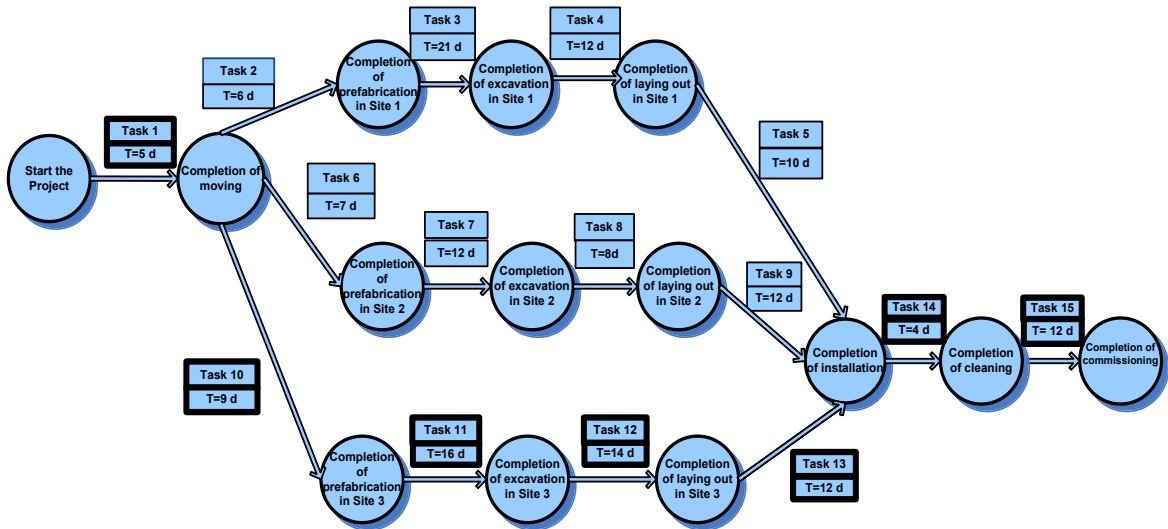 Task 3
T=21 d
Task 4
T=12 d
Task 2
T=6 d
Completion
of
prefabrication
in Site 1
Completion
of excavation
in Site 1
Completion
of laying out
in Site 1
Task 1
T=5 d
Task 5
T=10 d
Start the
Project
Completion of
moving
Task 6
T=7 d
Task 7
T=12 d
Task 8
T=8d
Completion
of
prefabrication
in Site 2
Completion
of excavation
in Site 2
Completion
of laying out
in Site 2
Task 9
T=12 d
Task 14
T=4 d
Task 15
T= 12 d
Completion
of installation
Completion
of cleaning
Completion of
commissioning
Task 10
T=9 d
Task 11
T=16 d
Task 12
T=14 d
Completion
of
prefabrication
in Site 3
Completion
of excavation
in Site 3
Completion
of laying out
in Site 3
Task 13
T=12 d